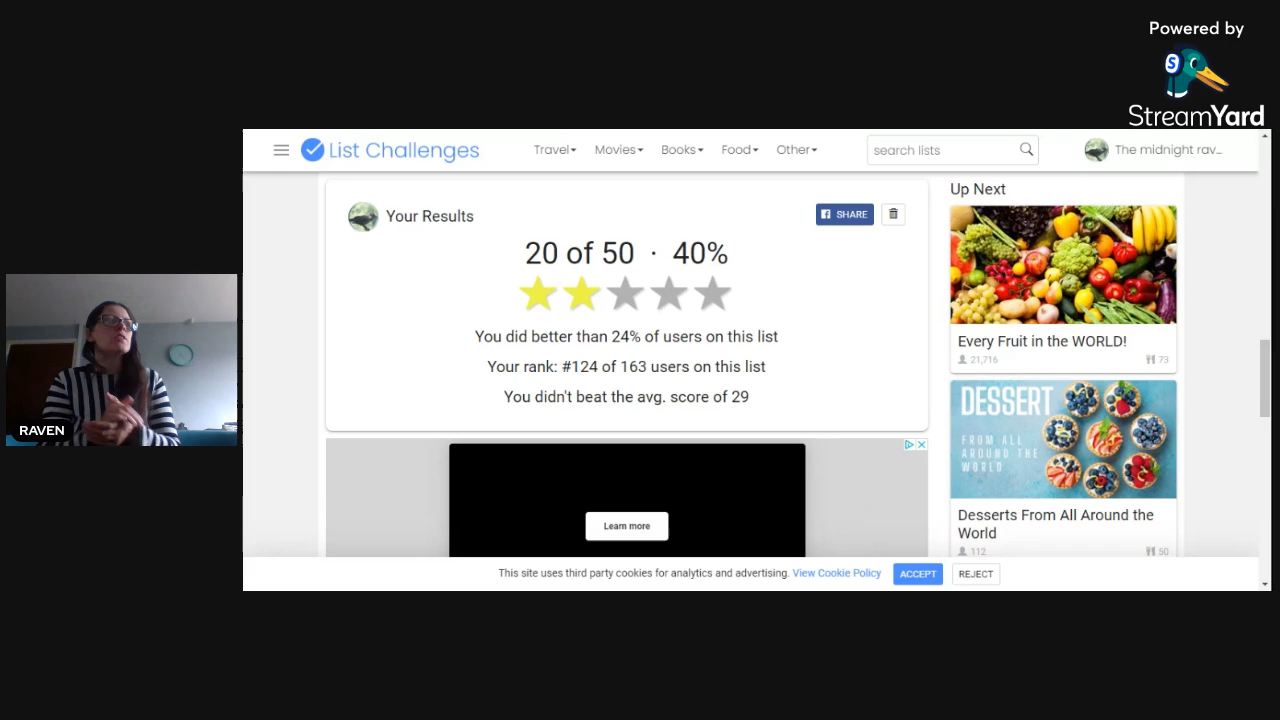 Powered by
StreamYard
List Challenges
Travel
Movies
Books
Food
Other
search lists
The midnight rav...
Your Results
SHARE
20 of 50 · 40%
You did better than 24% of users on this list
Your rank: #124 of 163 users on this list
You didn't beat the avg. score of 29
Learn more
Up Next
Every Fruit in the WORLD!
21,716
73
DESSERT
FROM ALL
AROUND THE
WORLD
Desserts From All Around the
World
112
50
This site uses third party cookies for analytics and advertising. View Cookie Policy
ACCEPT
REJECT
RAVEN